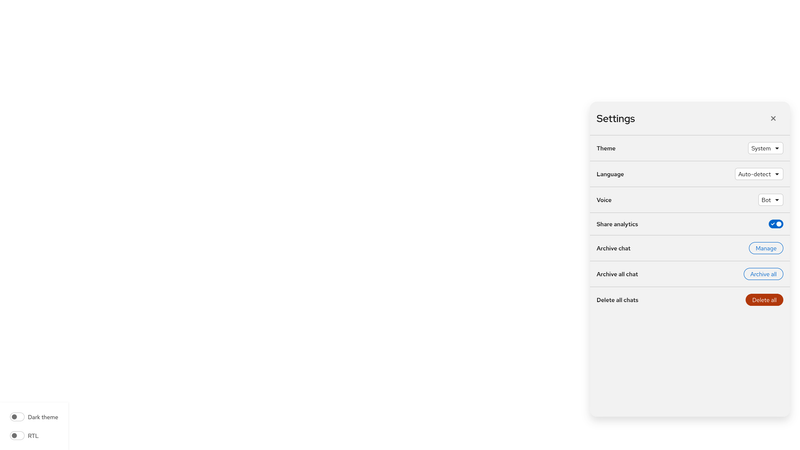 Settings
Theme
System
Language
Auto-detect
Voice
Bot
Share analytics
Archive chat
Manage
Archive all chat
Archive all
Delete all chats
Delete all
Dark theme
RTL